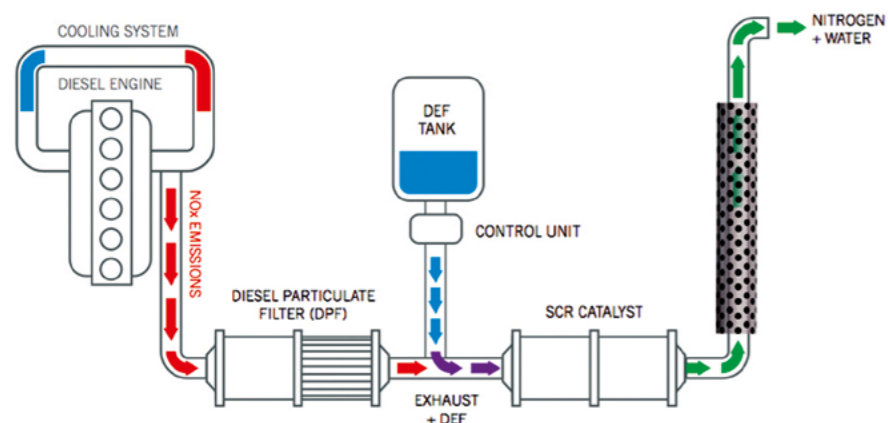 COOLING SYSTEM
DIESEL ENGINE
NOx EMISSIONS
DIESEL PARTICULATE
FILTER (DPF)
DEF
TANK
CONTROL UNIT
EXHAUST
+ DEF
SCR CATALYST
NITROGEN
+ WATER